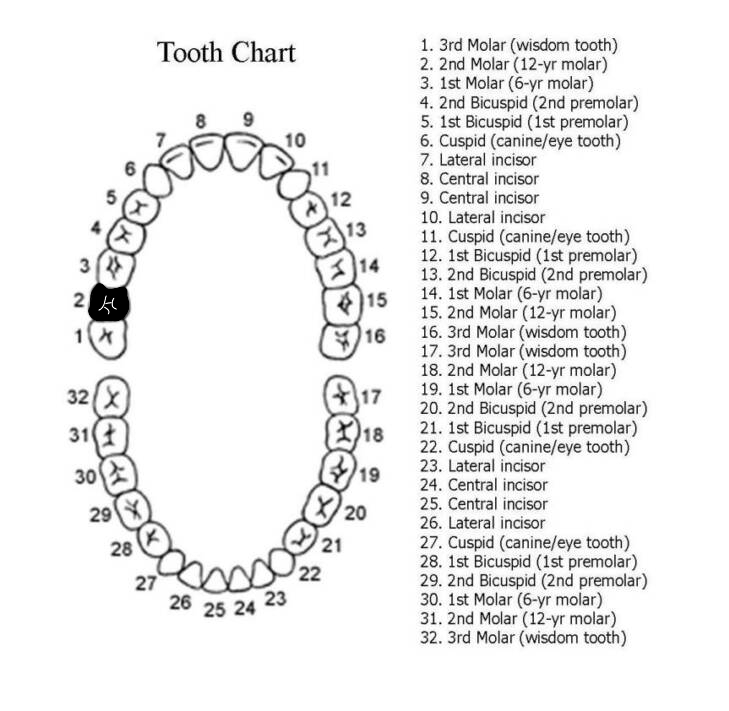 Tooth Chart
1. 3rd Molar (wisdom tooth)
2. 2nd Molar (12-yr molar)
3. 1st Molar (6-yr molar)
4. 2nd Bicuspid (2nd premolar)
5. 1st Bicuspid (1st premolar)
6. Cuspid (canine/eye tooth)
7. Lateral incisor
8. Central incisor
9. Central incisor
10. Lateral incisor
11. Cuspid (canine/eye tooth)
12. 1st Bicuspid (1st premolar)
13. 2nd Bicuspid (2nd premolar)
14. 1st Molar (6-yr molar)
15. 2nd Molar (12-yr molar)
16. 3rd Molar (wisdom tooth)
17. 3rd Molar (wisdom tooth)
18. 2nd Molar (12-yr molar)
19. 1st Molar (6-yr molar)
20. 2nd Bicuspid (2nd premolar)
21. 1st Bicuspid (1st premolar)
22. Cuspid (canine/eye tooth)
23. Lateral incisor
24. Central incisor
25. Central incisor
26. Lateral incisor
27. Cuspid (canine/eye tooth)
28. 1st Bicuspid (1st premolar)
29. 2nd Bicuspid (2nd premolar)
30. 1st Molar (6-yr molar)
31. 2nd Molar (12-yr molar)
32. 3rd Molar (wisdom tooth)
1
2
3
4
5
6
7
8
9
10
11
12
13
14
15
16
17
18
19
20
21
22
23
24
25
26
27
28
29
30
31
32